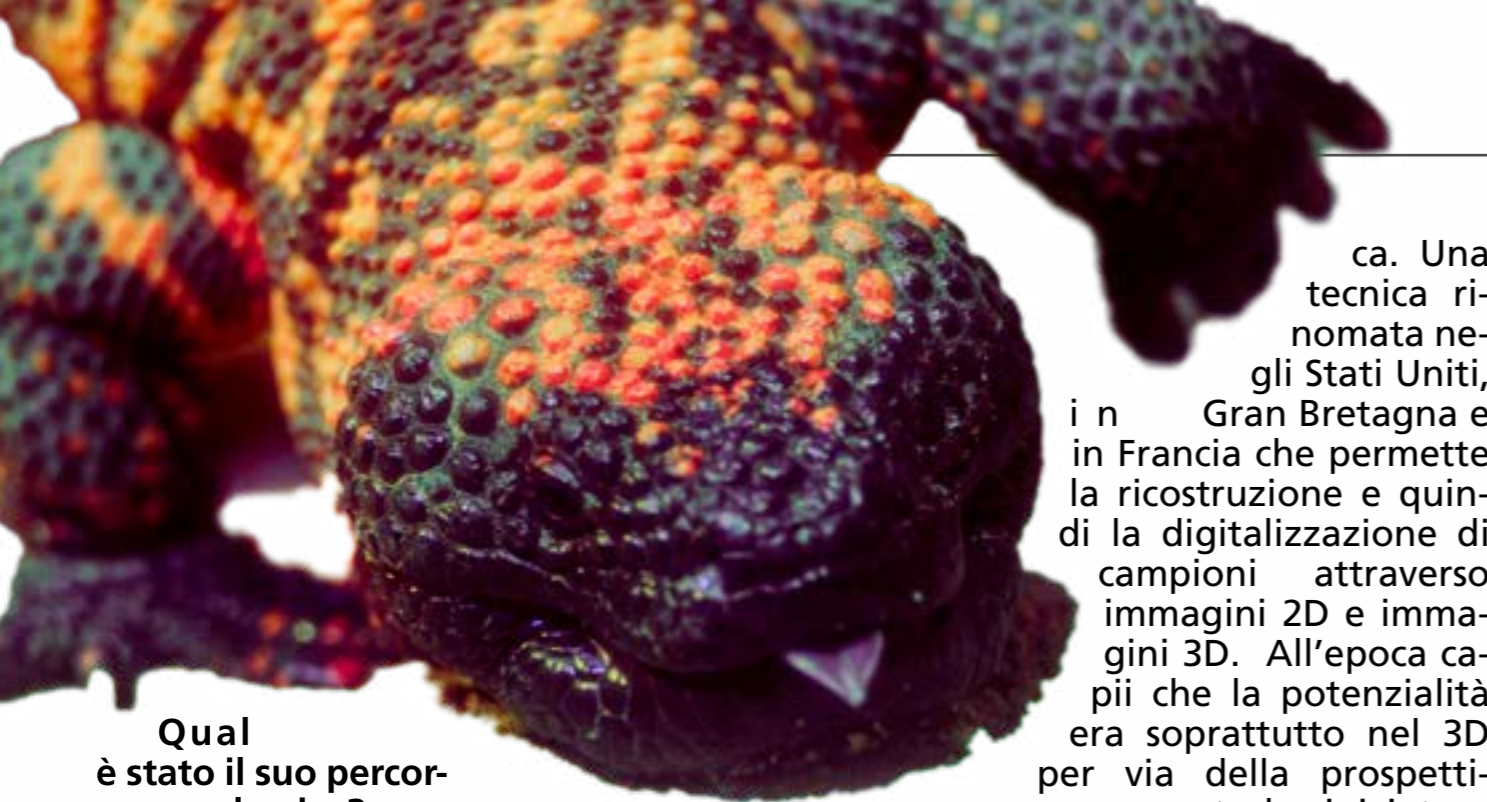 Qual
è stato il suo percor-
ca. Una
tecnica ri-
nomata ne-
gli Stati Uniti,
in Gran Bretagna e
in Francia che permette
la ricostruzione e quin-
di la digitalizzazione di
campioni attraverso
immagini 2D e imma-
gini 3D. All’epoca ca-
pii che la potenzialità
era soprattutto nel 3D
per via della prospetti-